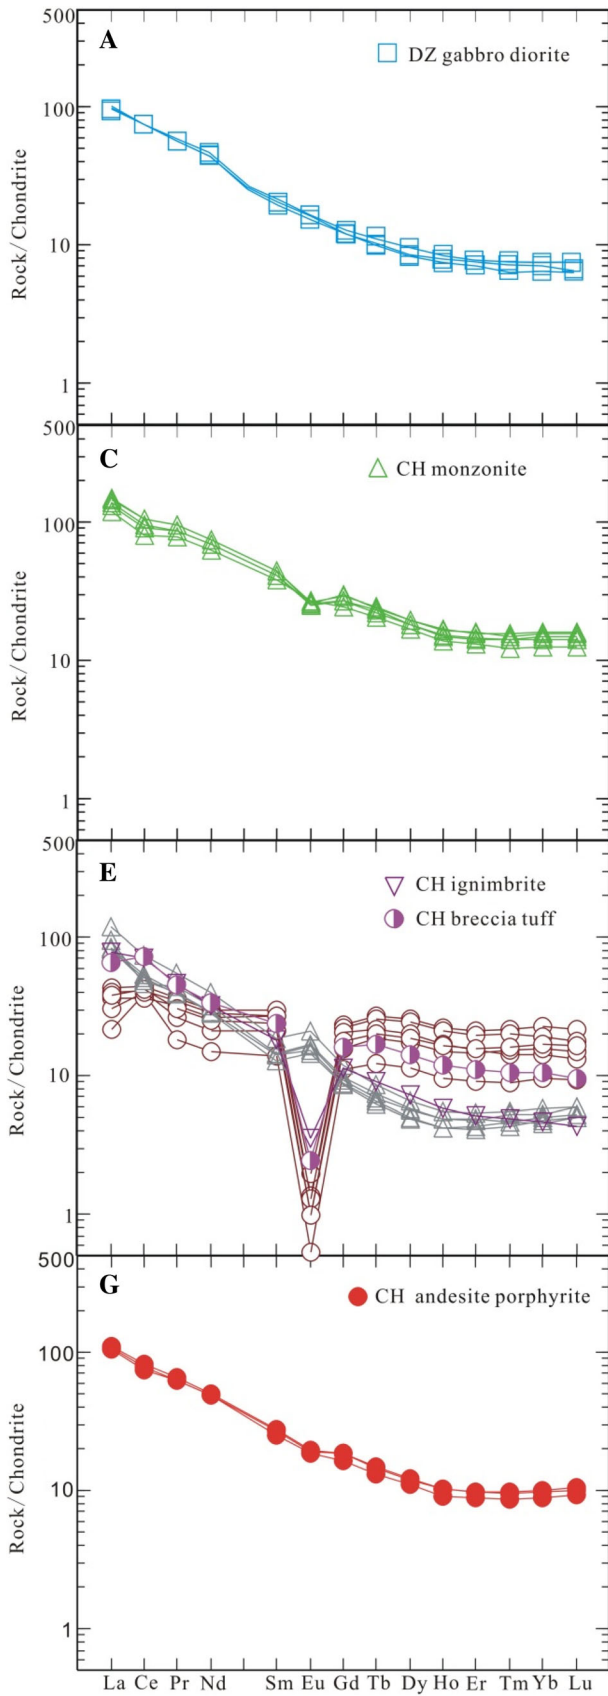 500
A
DZ gabbro diorite
100
Rock/Chondrite
10
1
500
C
CH monzonite
100
Rock/Chondrite
10
1
500
E
CH ignimbrite
CH breccia tuff
100
Rock/Chondrite
10
1
500
G
CH andesite porphyrite
100
Rock/Chondrite
10
1
La Ce Pr Nd Sm Eu Gd Tb Dy Ho Er Tm Yb Lu